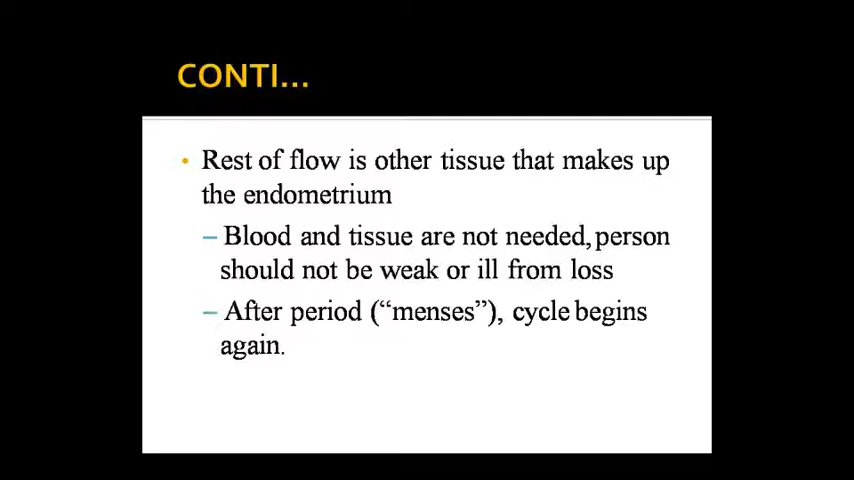 CONTI...
• Rest of flow is other tissue that makes up
the endometrium
– Blood and tissue are not needed, person
should not be weak or ill from loss
– After period (“menses”), cycle begins
again.